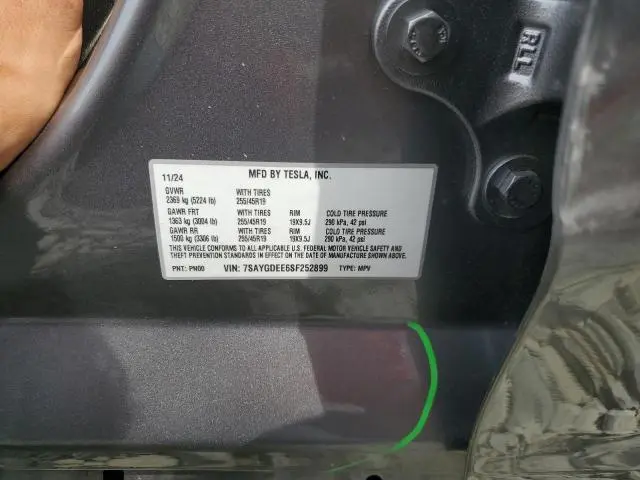 RLL
11/24 MFD BY TESLA, INC.
GVWR WITH TIRES
2369 kg (5224 lb) 255/45R19
GAWR FRT WITH TIRES RIM COLD TIRE PRESSURE
1363 kg (3004 lb) 255/45R19 19X9.5J 290 kPa, 42 psi
GAWR RR WITH TIRES RIM COLD TIRE PRESSURE
1500 kg (3306 lb) 255/45R19 19X9.5J 290 kPa, 42 psi
THIS VEHICLE CONFORMS TO ALL APPLICABLE U.S. FEDERAL MOTOR VEHICLE SAFETY AND
THEFT PREVENTION STANDARDS IN EFFECT ON THE DATE OF MANUFACTURE SHOWN ABOVE.
PNT: PN00 VIN: 7SAYGDEE6SF252899 TYPE: MPV